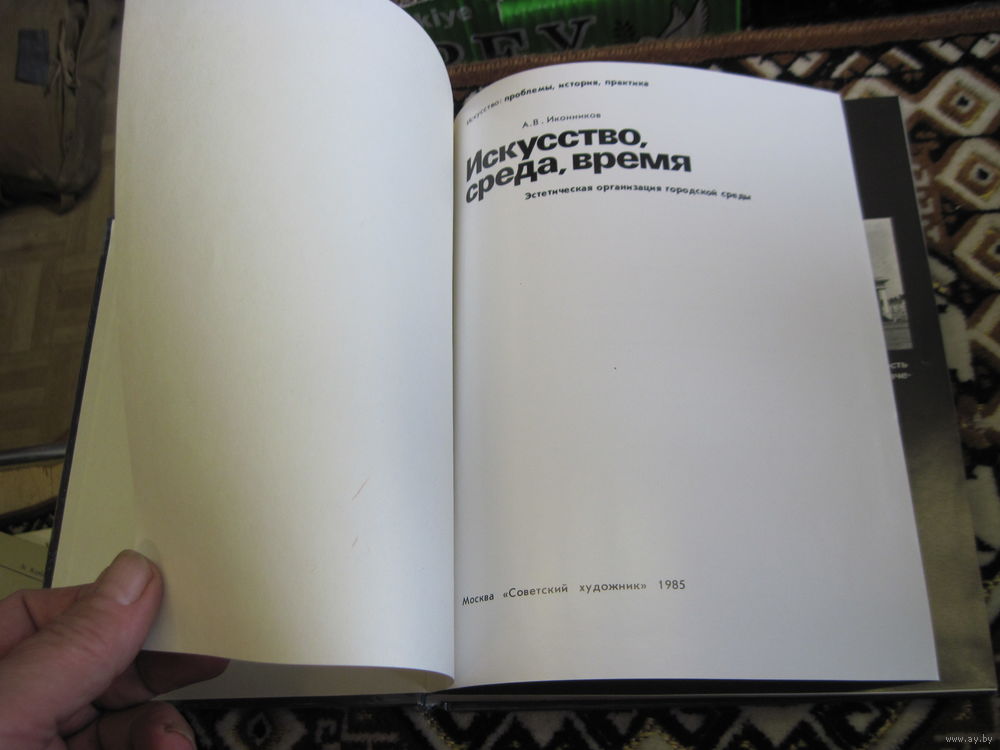 Искусство: проблемы, история, практика
А.В. Иконников
Искусство,
среда, время
Эстетическая организация городской среды
Москва «Советский художник» 1985
www.ay.by